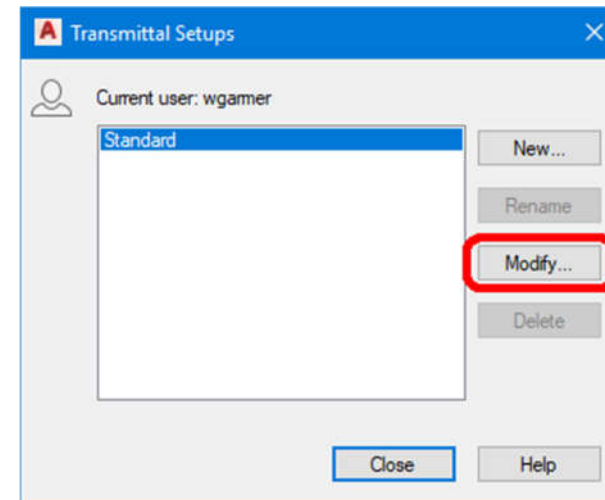 A Transmittal Setups
Current user: wgarmer
Standard
New...
Rename
Modify...
Delete
Close
Help